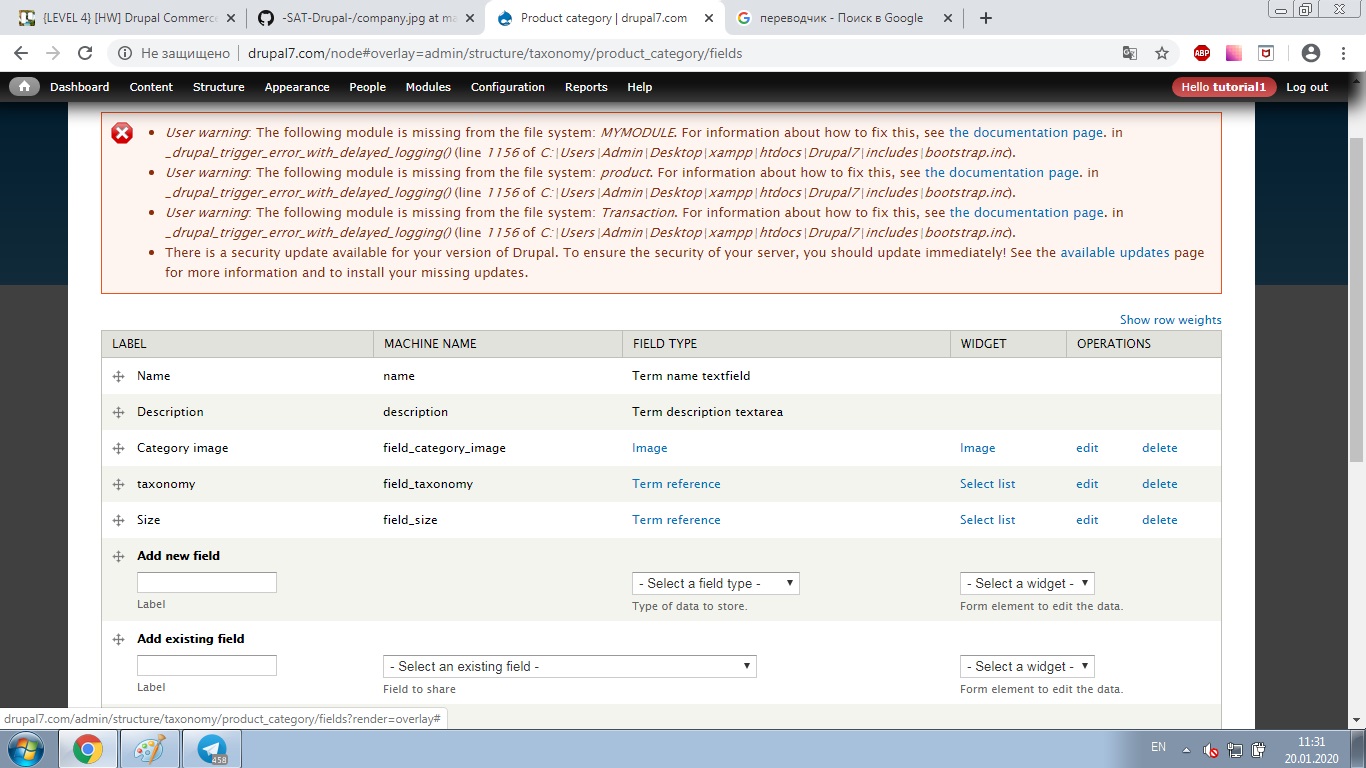 {LEVEL 4} [HW] Drupal Commerc
-SAT-Drupal-/company.jpg at ma
Product category | drupal7.com
переводчик - Поиск в Google
Не защищено
drupal7.com/node#overlay=admin/structure/taxonomy/product_category/fields
ABP
Dashboard Content Structure Appearance People Modules Configuration Reports Help
Hello tutorial1 Log out
User warning: The following module is missing from the file system: MYMODULE. For information about how to fix this, see the documentation page. in
_drupal_trigger_error_with_delayed_logging() (line 1156 of C:\Users\Admin\Desktop\xampp\htdocs\Drupal7\includes\bootstrap.inc).
User warning: The following module is missing from the file system: product. For information about how to fix this, see the documentation page. in
_drupal_trigger_error_with_delayed_logging() (line 1156 of C:\Users\Admin\Desktop\xampp\htdocs\Drupal7\includes\bootstrap.inc).
User warning: The following module is missing from the file system: Transaction. For information about how to fix this, see the documentation page. in
_drupal_trigger_error_with_delayed_logging() (line 1156 of C:\Users\Admin\Desktop\xampp\htdocs\Drupal7\includes\bootstrap.inc).
There is a security update available for your version of Drupal. To ensure the security of your server, you should update immediately! See the available updates page
for more information and to install your missing updates.
Show row weights
LABEL MACHINE NAME FIELD TYPE WIDGET OPERATIONS
Name name Term name textfield
Description description Term description textarea
Category image field_category_image Image Image edit delete
taxonomy field_taxonomy Term reference Select list edit delete
Size field_size Term reference Select list edit delete
Add new field
- Select a field type - - Select a widget -
Label Type of data to store. Form element to edit the data.
Add existing field
- Select an existing field - - Select a widget -
Label Field to share Form element to edit the data.
drupal7.com/admin/structure/taxonomy/product_category/fields?render=overlay#
458
EN
11:31
20.01.2020